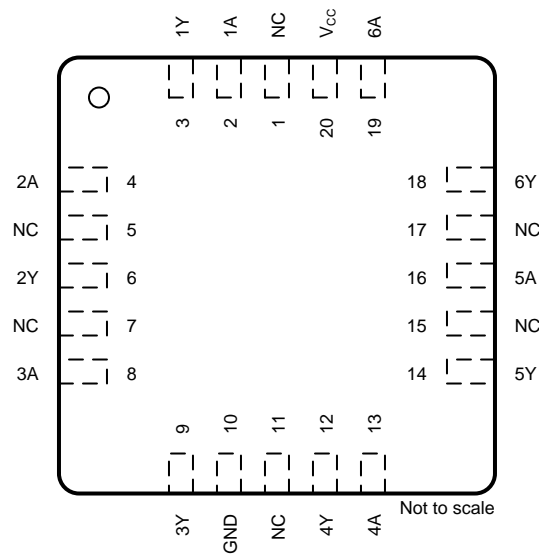 1Y 1A NC VCC 6A
3 2 1 20 19
2A 4 18 6Y
NC 5 17 NC
2Y 6 16 5A
NC 7 15 NC
3A 8 14 5Y
9 10 11 12 13
3Y GND NC 4Y 4A
Not to scale